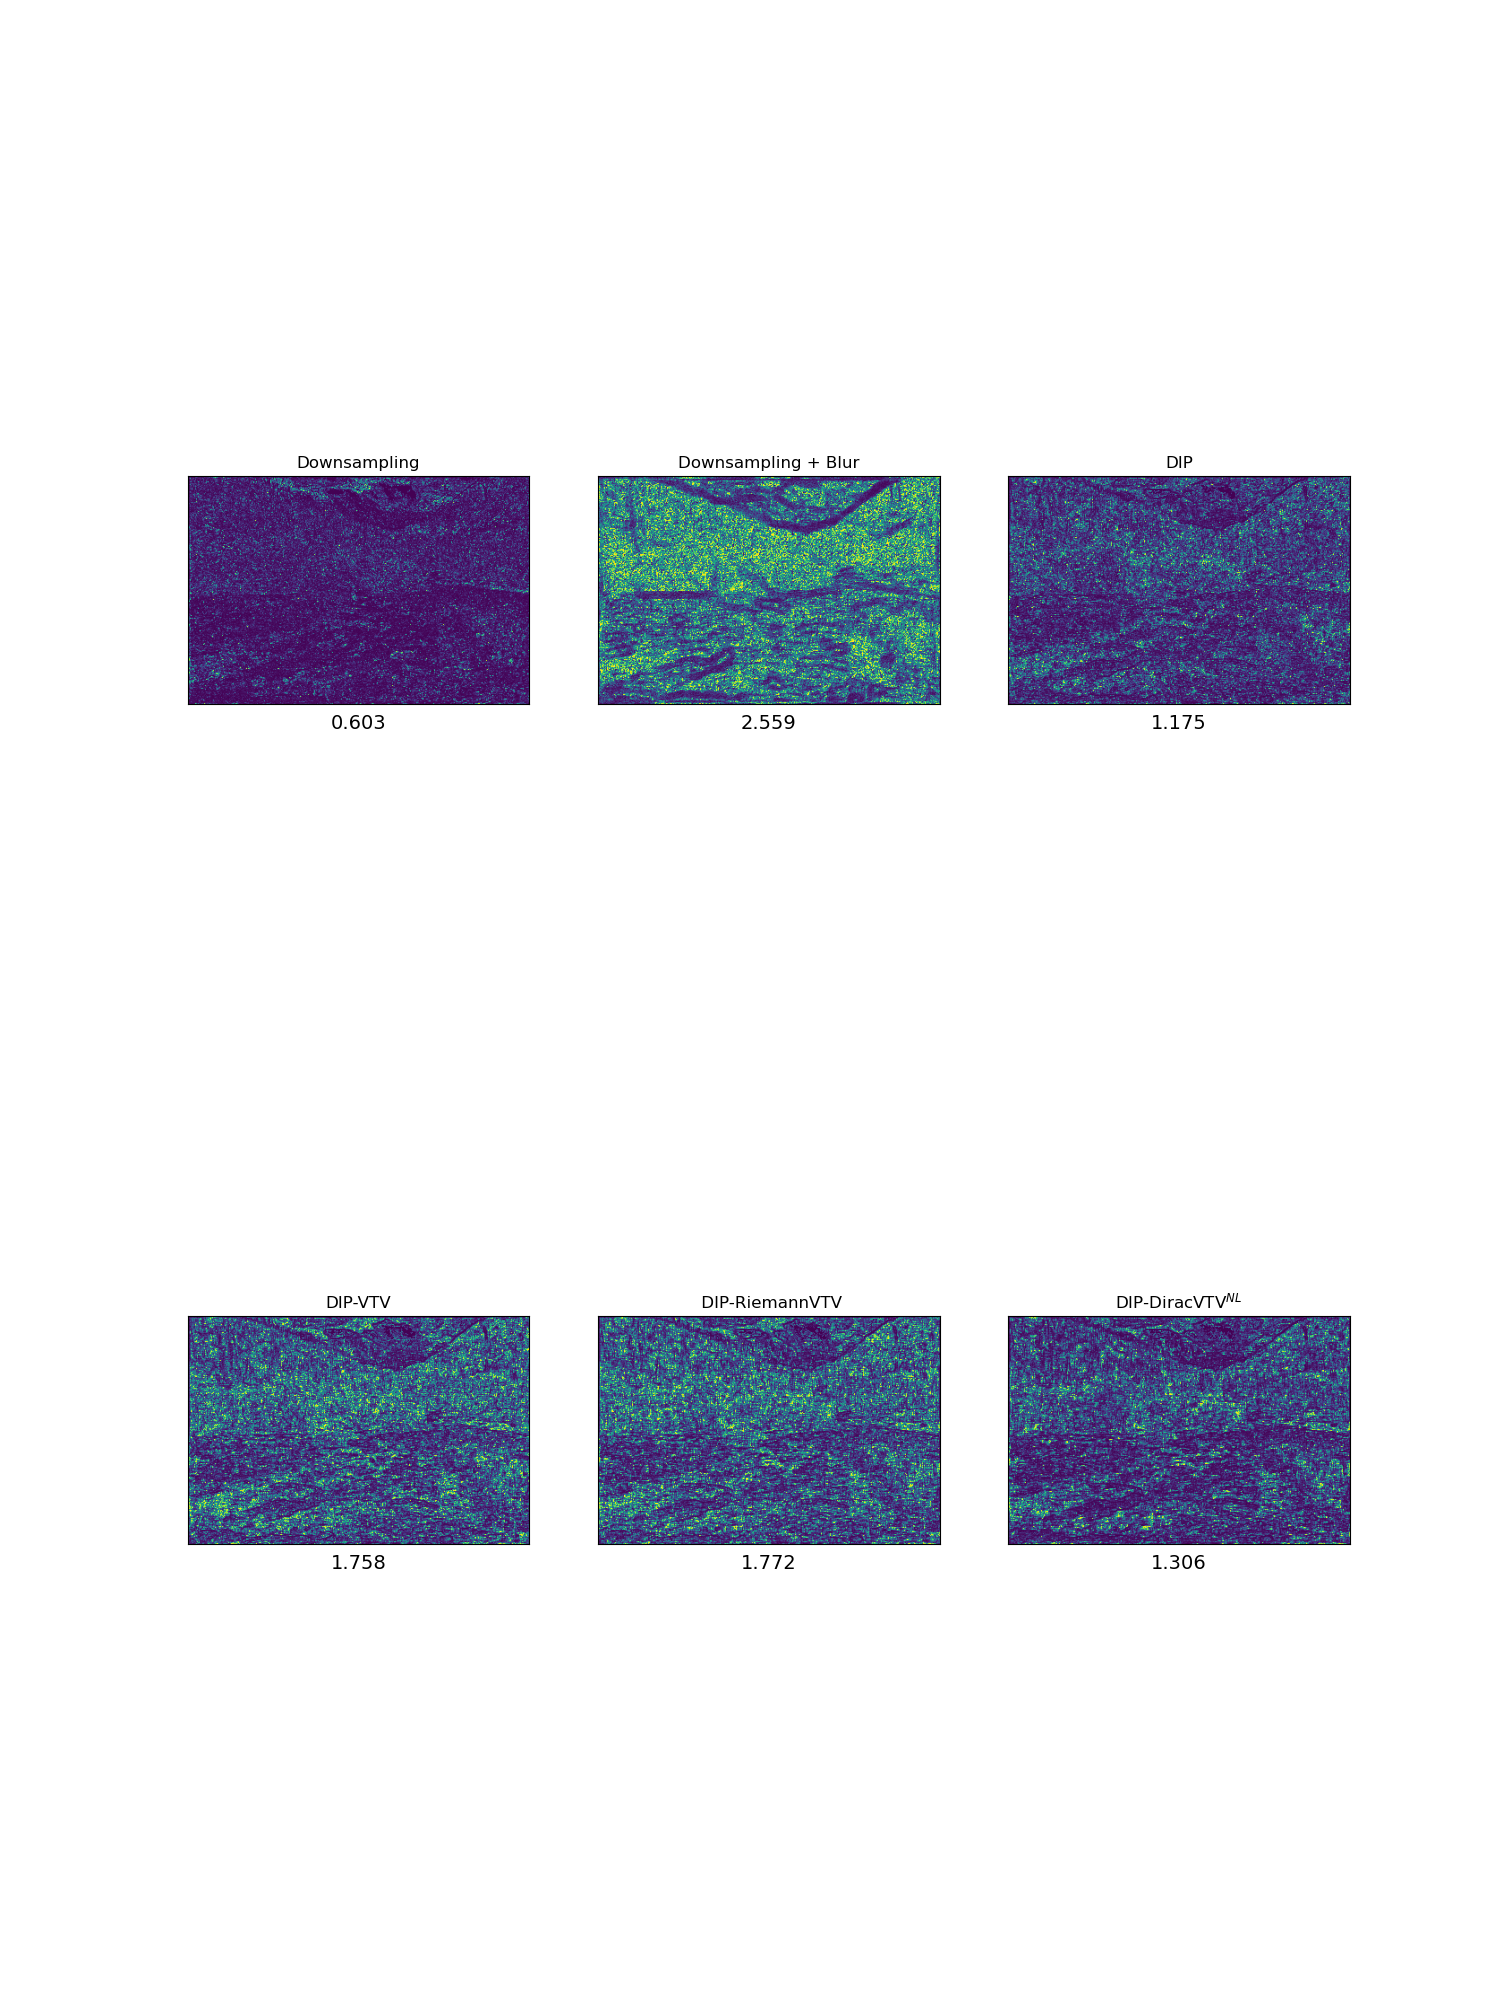 Downsampling
Downsampling + Blur
DIP
0.603
2.559
1.175
DIP-VTV
DIP-RiemannVTV
DIP-DiracVTV^{NL}
1.758
1.772
1.306